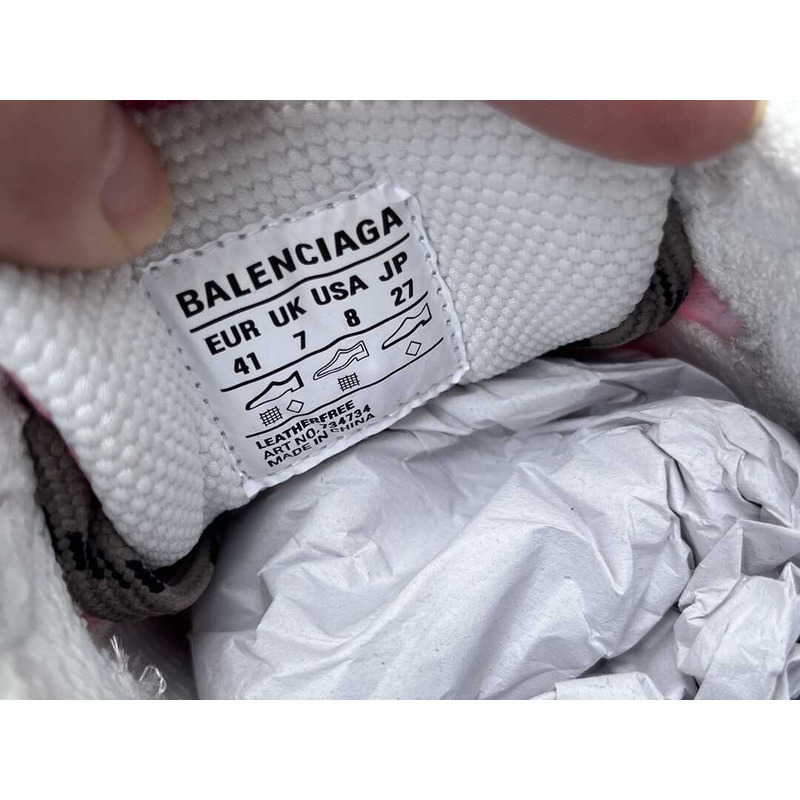 BALENCIAGA
EUR UK USA JP
41 7 8 27
LEATHERFREE
ART NO-734734
MADE IN CHINA